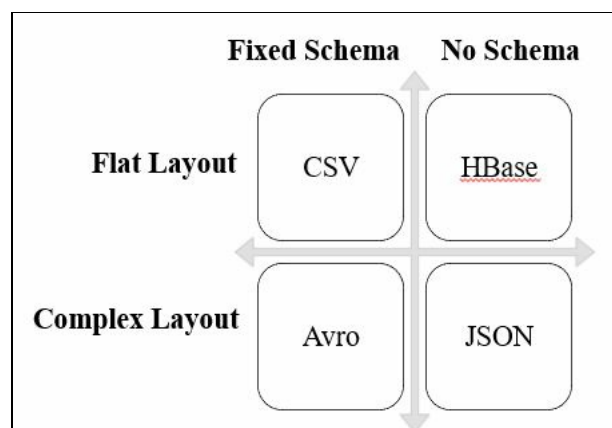 Fixed Schema No Schema
Flat Layout CSV HBase
Complex Layout Avro JSON